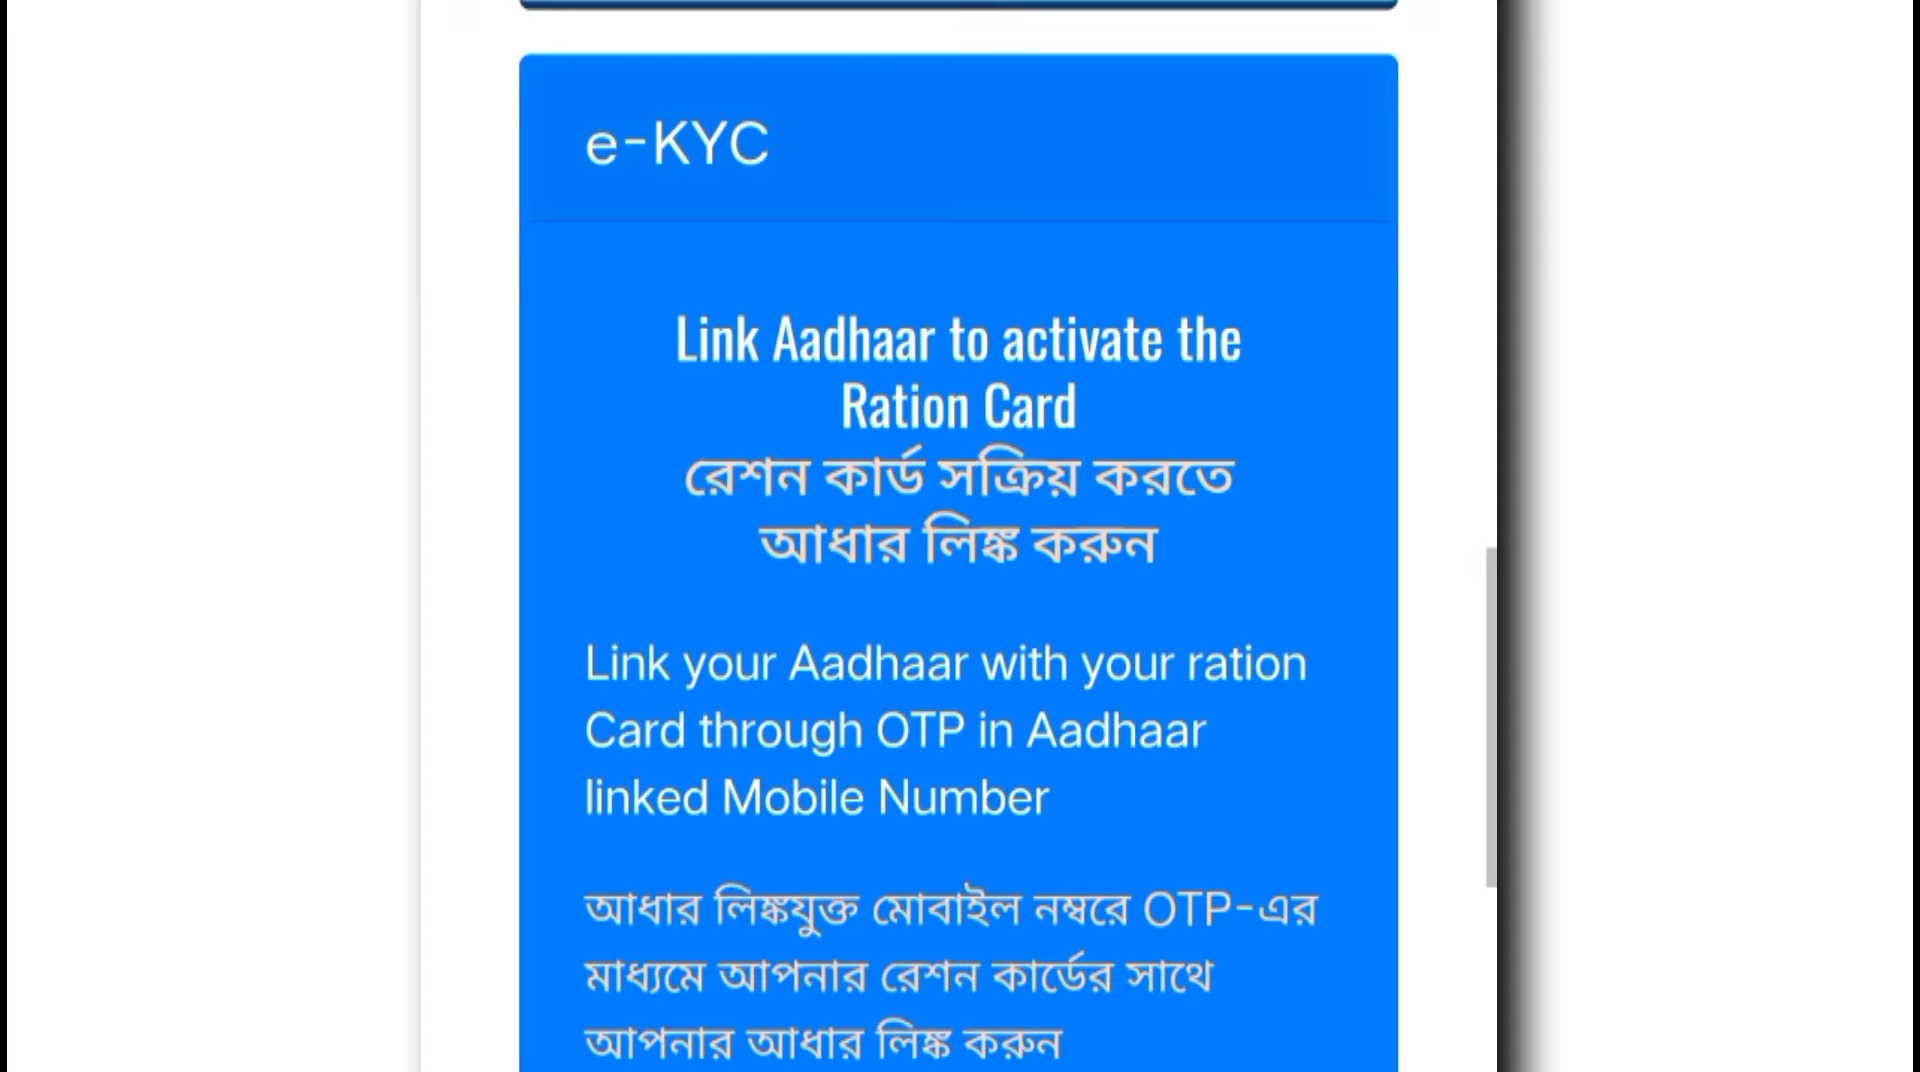 e-KYC
Link Aadhaar to activate the
Ration Card
রেশন কার্ড সক্রিয় করতে
আধার লিঙ্ক করুন
Link your Aadhaar with your ration
Card through OTP in Aadhaar
linked Mobile Number
আধার লিঙ্কযুক্ত মোবাইল নম্বরে OTP-এর
মাধ্যমে আপনার রেশন কার্ডের সাথে
আপনার আধার লিঙ্ক করুন